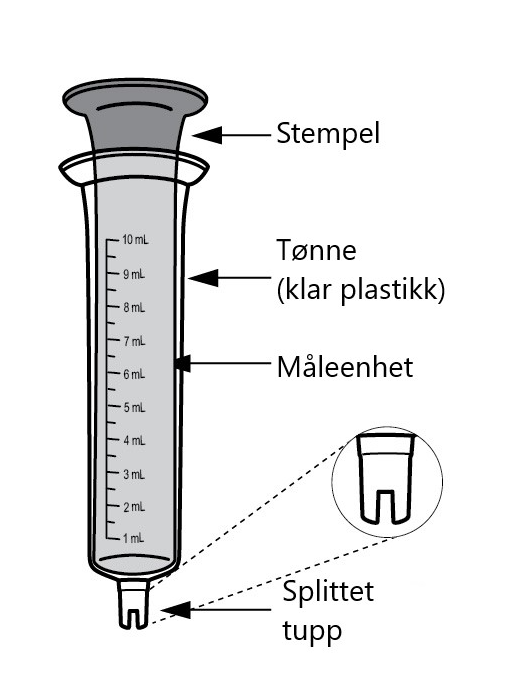 Stempel
10 mL
Tønne
9 mL
(klar plastikk)
8 mL
7 mL
Måleenhet
6 mL
5 mL
4 mL
3 mL
2 mL
1 mL
Splittet
tupp